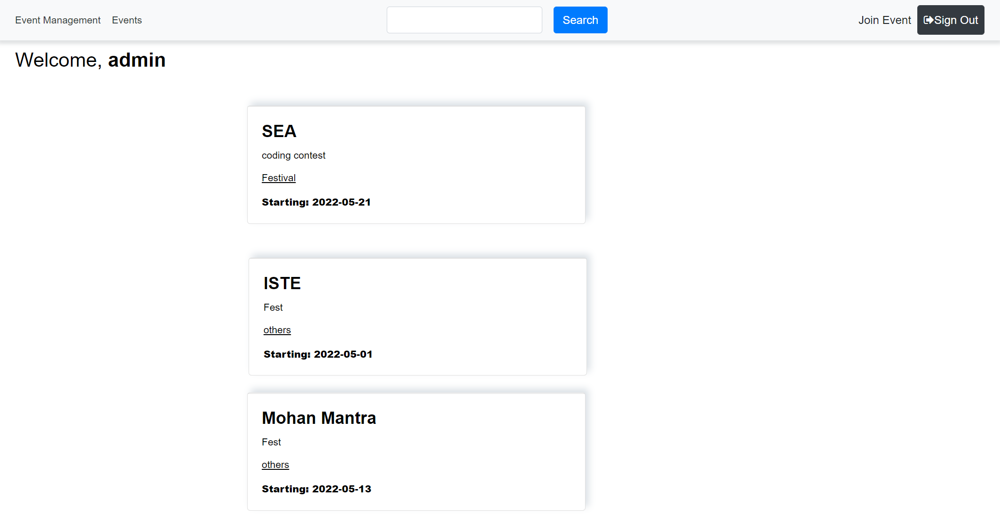 Event Management Events Search Join Event Sign Out
Welcome, admin
SEA
coding contest
Festival
Starting: 2022-05-21
ISTE
Fest
others
Starting: 2022-05-01
Mohan Mantra
Fest
others
Starting: 2022-05-13